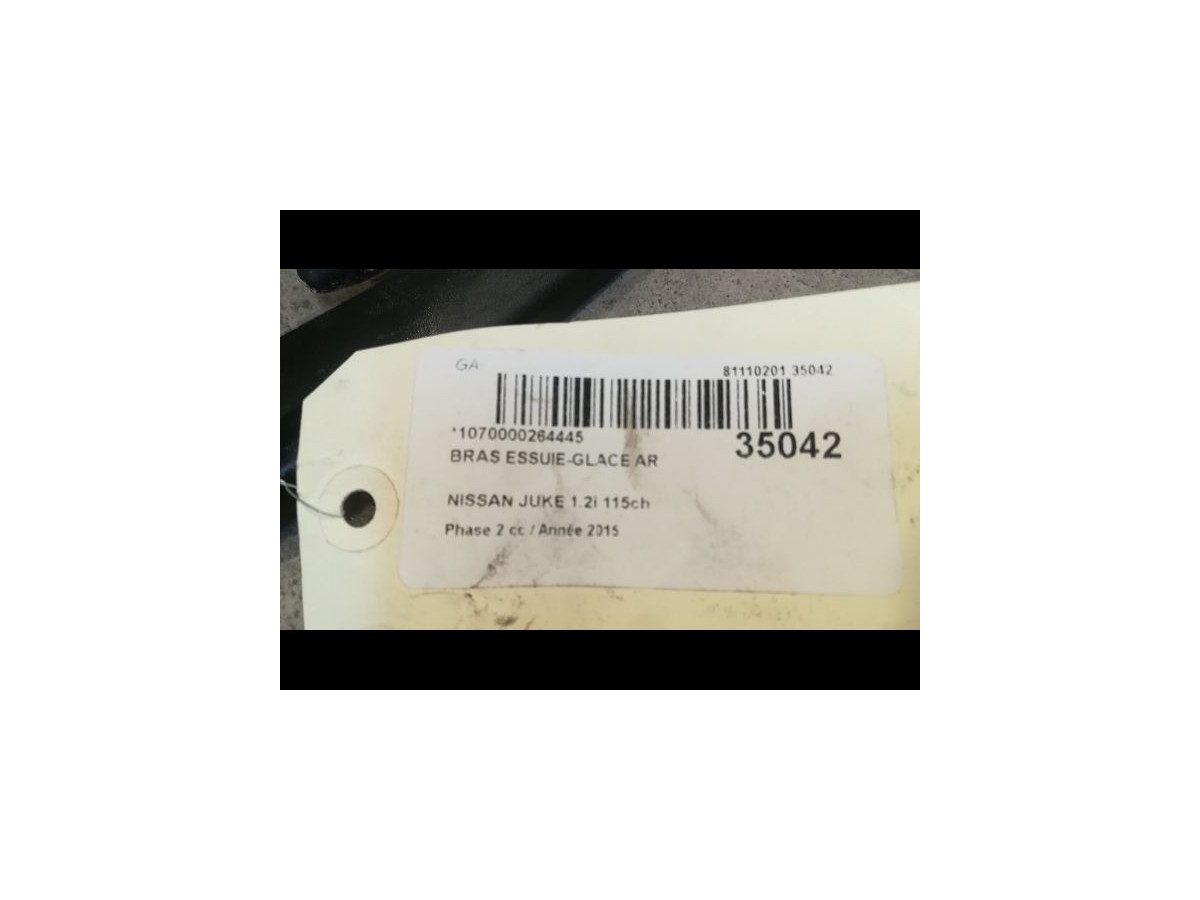 GA
81110201 35042
*1070000264445
35042
BRAS ESSUIE-GLACE AR
NISSAN JUKE 1.2i 115ch
Phase 2 cc / Année 2015